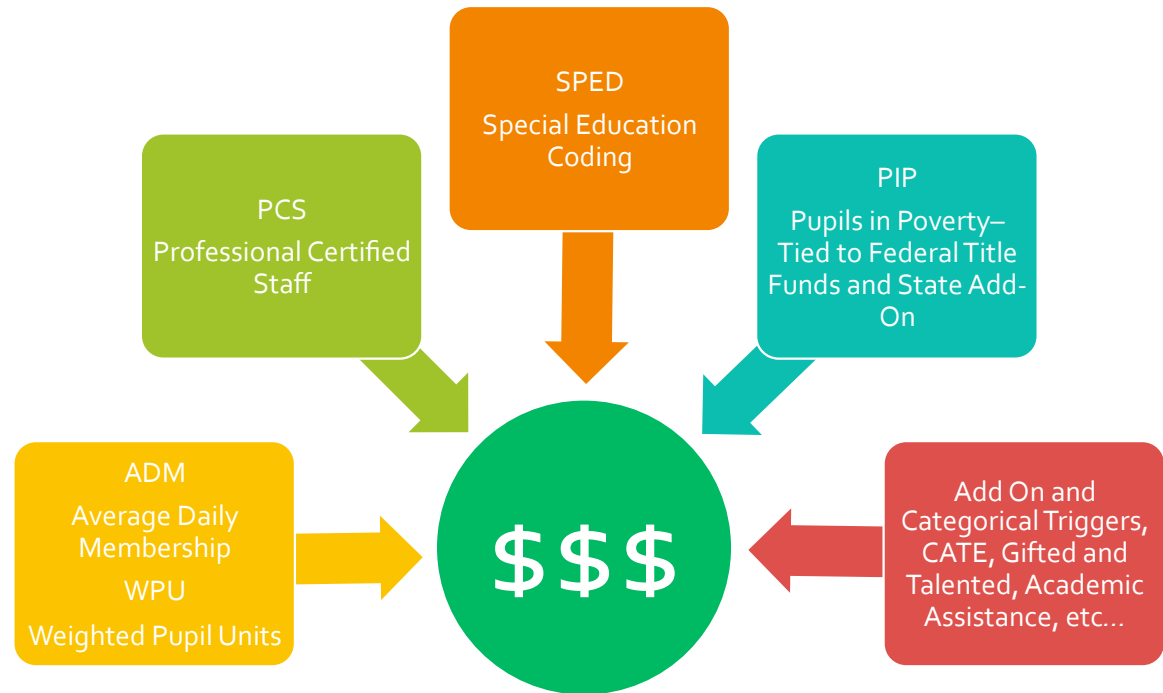 SPED
Special Education
Coding
PCS
Professional Certified
Staff
PIP
Pupils in Poverty–
Tied to Federal Title
Funds and State Add-
On
ADM
Average Daily
Membership
WPU
Weighted Pupil Units
$$$
Add On and
Categorical Triggers,
CATE, Gifted and
Talented, Academic
Assistance, etc...